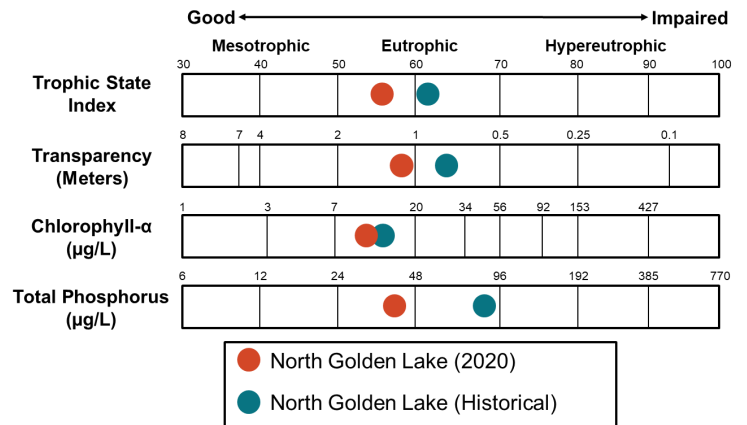 Good Impaired
Mesotrophic Eutrophic Hypereutrophic
30 40 50 60 70 80 90 100
Trophic State
Index
8 7 4 2 1 0.5 0.25 0.1
Transparency
(Meters)
1 3 7 20 34 56 92 153 427
Chlorophyll-α
(μg/L)
6 12 24 48 96 192 385 770
Total Phosphorus
(μg/L)
North Golden Lake (2020)
North Golden Lake (Historical)